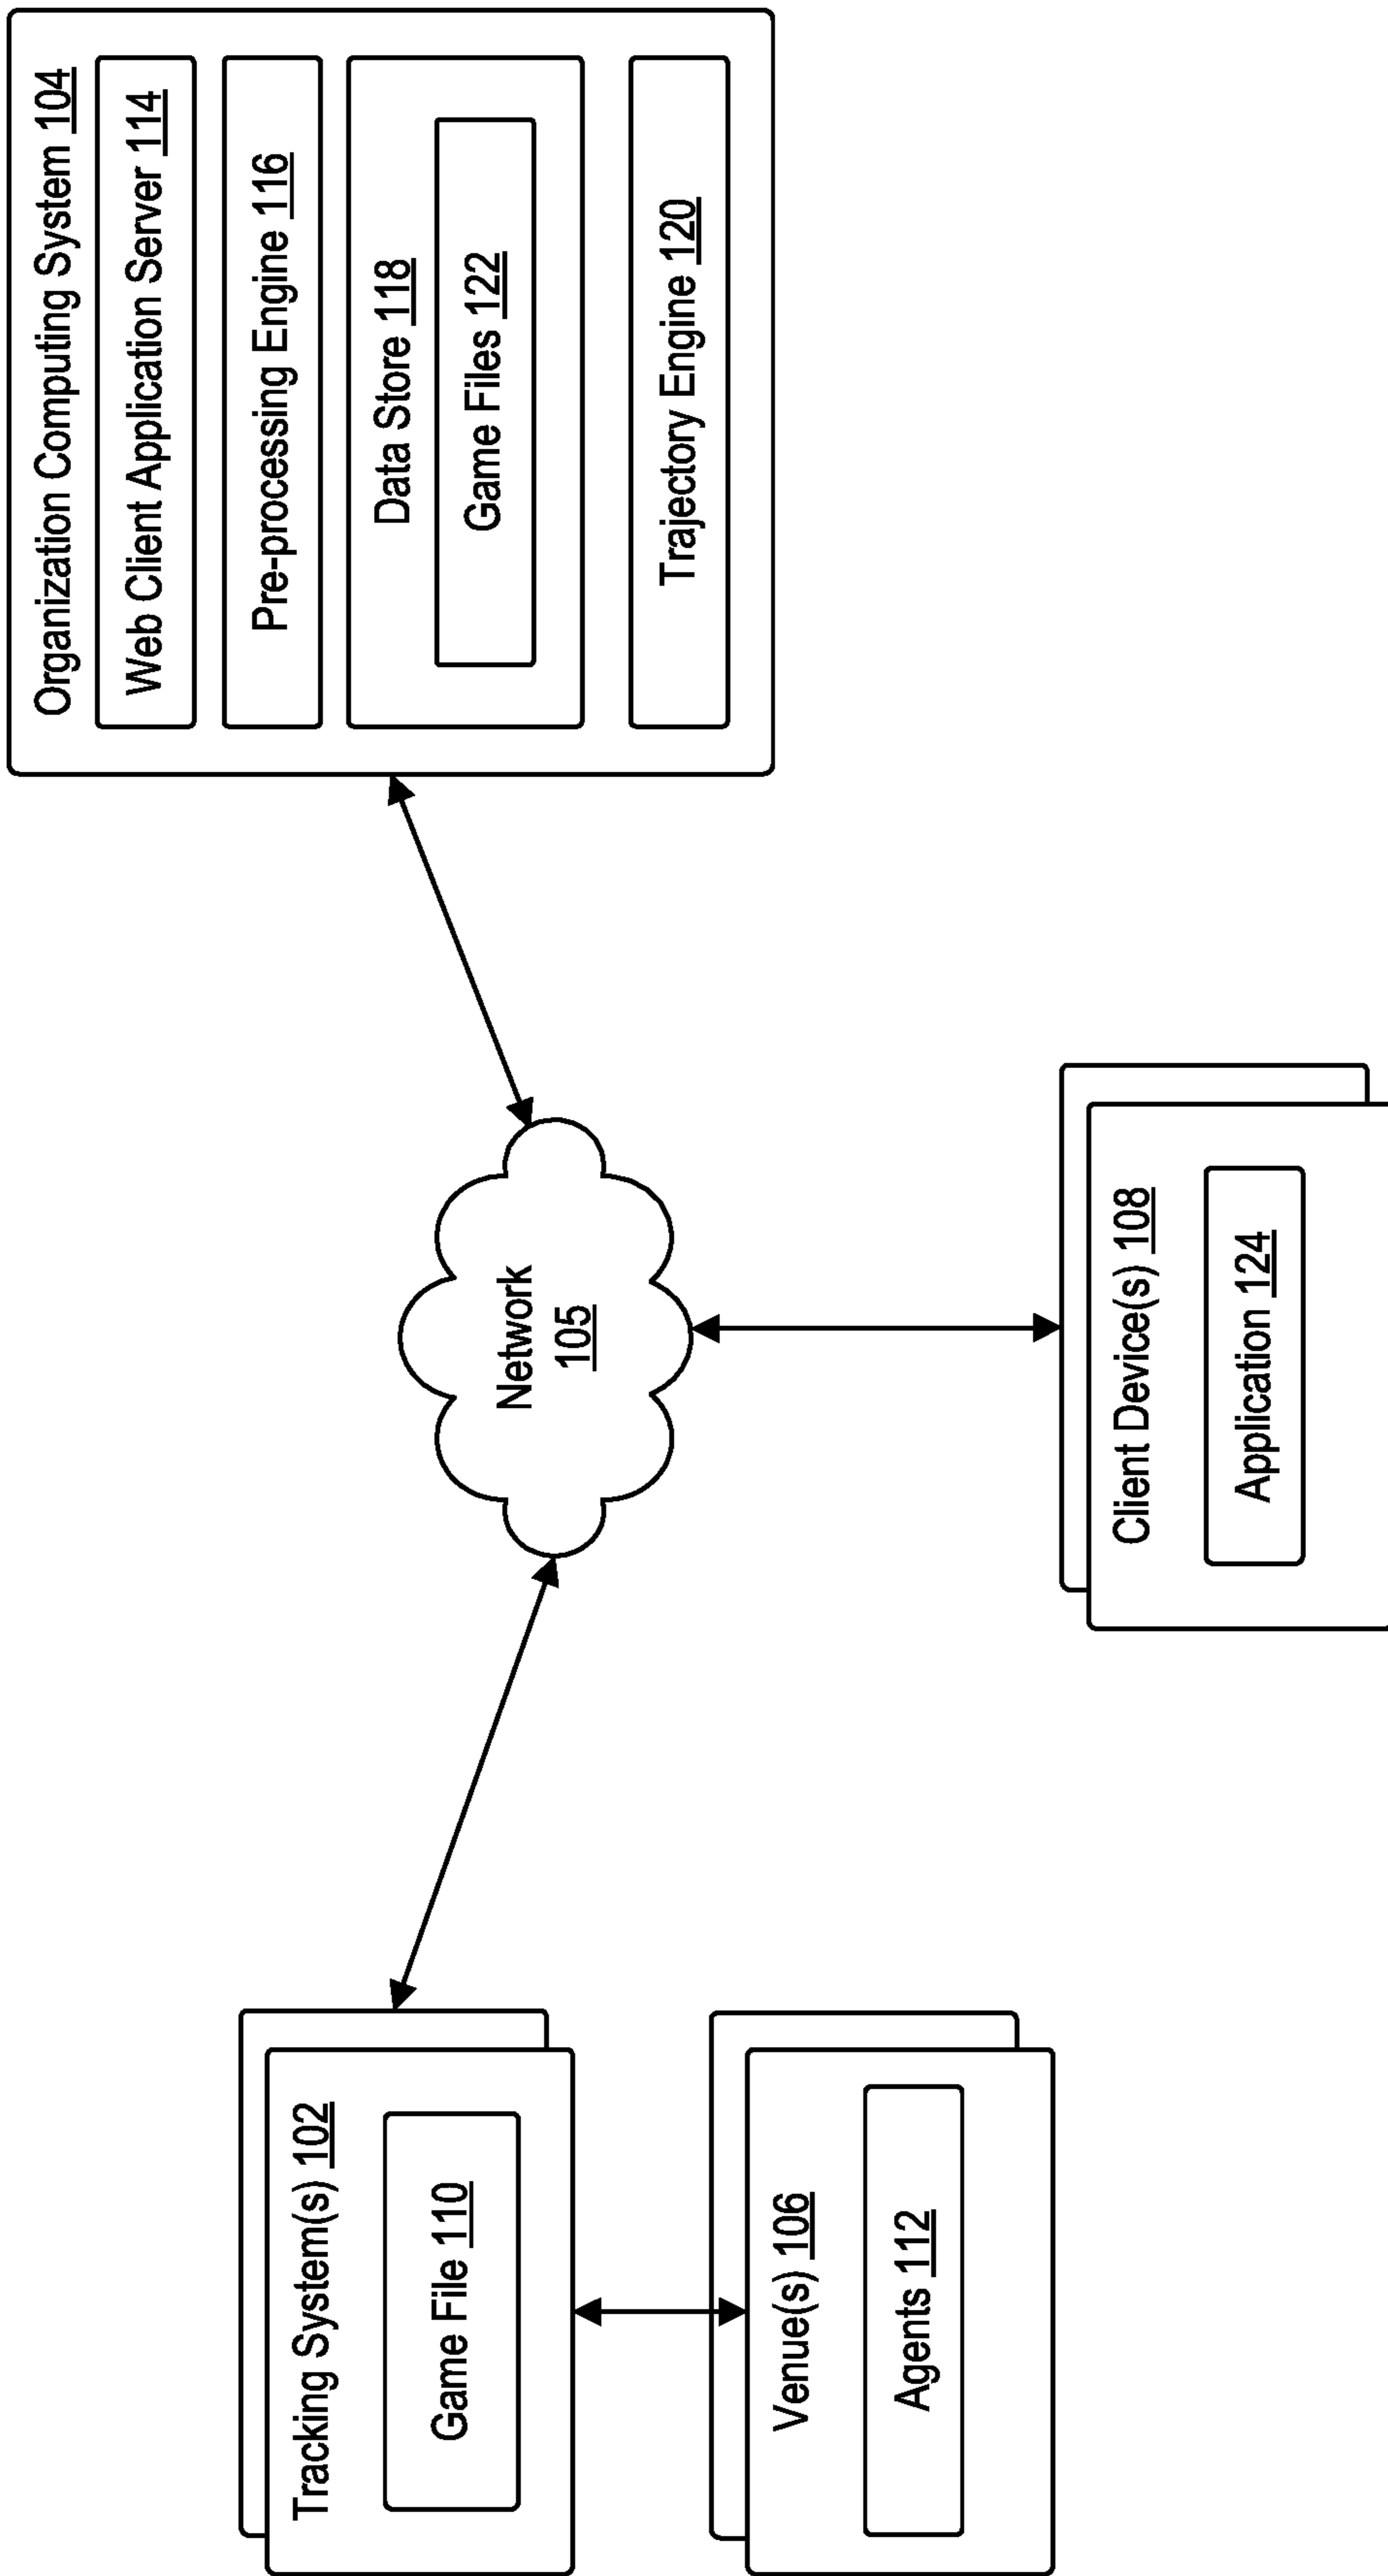 Tracking System(s) 102
Game File 110
Venue(s) 106
Agents 112
Network
105
Client Device(s) 108
Application 124
Organization Computing System 104
Web Client Application Server 114
Pre-processing Engine 116
Data Store 118
Game Files 122
Trajectory Engine 120